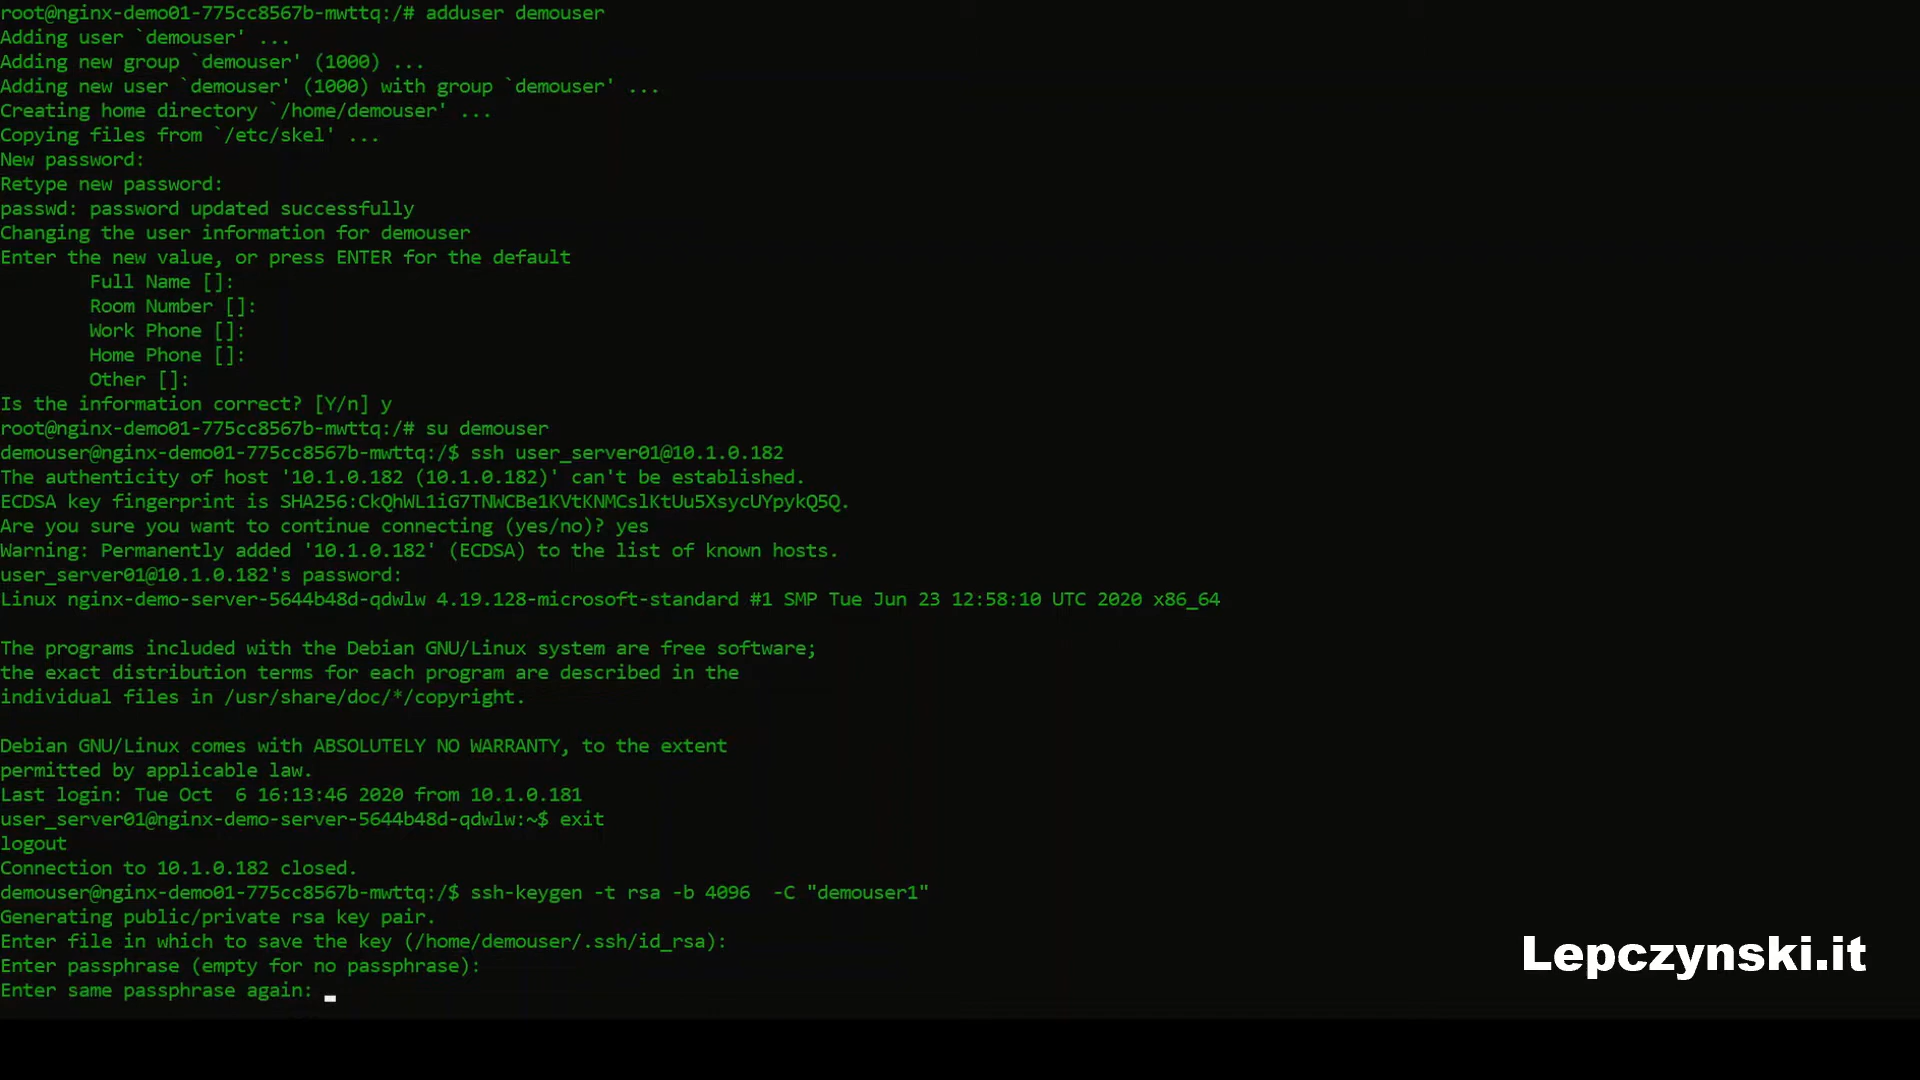 root@nginx-demo01-775cc8567b-mwttq:/# adduser demouser
Adding user `demouser' ...
Adding new group `demouser' (1000) ...
Adding new user `demouser' (1000) with group `demouser' ...
Creating home directory `/home/demouser' ...
Copying files from `/etc/skel' ...
New password:
Retype new password:
passwd: password updated successfully
Changing the user information for demouser
Enter the new value, or press ENTER for the default
Full Name []:
Room Number []:
Work Phone []:
Home Phone []:
Other []:
Is the information correct? [Y/n] y
root@nginx-demo01-775cc8567b-mwttq:/# su demouser
demouser@nginx-demo01-775cc8567b-mwttq:/$ ssh user_server01@10.1.0.182
The authenticity of host '10.1.0.182 (10.1.0.182)' can't be established.
ECDSA key fingerprint is SHA256:CkQhWL1iG7TNWCBe1KVtKNMCslKtUu5XsycUYpykQ5Q.
Are you sure you want to continue connecting (yes/no)? yes
Warning: Permanently added '10.1.0.182' (ECDSA) to the list of known hosts.
user_server01@10.1.0.182's password:
Linux nginx-demo-server-5644b48d-qdwlw 4.19.128-microsoft-standard #1 SMP Tue Jun 23 12:58:10 UTC 2020 x86_64
The programs included with the Debian GNU/Linux system are free software;
the exact distribution terms for each program are described in the
individual files in /usr/share/doc/*/copyright.
Debian GNU/Linux comes with ABSOLUTELY NO WARRANTY, to the extent
permitted by applicable law.
Last login: Tue Oct  6 16:13:46 2020 from 10.1.0.181
user_server01@nginx-demo-server-5644b48d-qdwlw:~$ exit
logout
Connection to 10.1.0.182 closed.
demouser@nginx-demo01-775cc8567b-mwttq:/$ ssh-keygen -t rsa -b 4096  -C "demouser1"
Generating public/private rsa key pair.
Enter file in which to save the key (/home/demouser/.ssh/id_rsa):
Enter passphrase (empty for no passphrase):
Enter same passphrase again:
Lepczynski.it